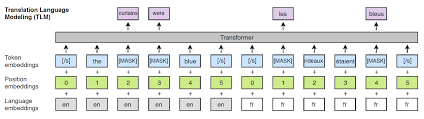 Translation Language
Modeling (TLM)
curtains were les bleus
Transformer
Token
embeddings
[/s] the [MASK] [MASK] blue [/s] [/s] [MASK] rideaux étaient [MASK] [/s]
Position
embeddings
0 1 2 3 4 5 0 1 2 3 4 5
Language
embeddings
en en en en en en fr fr fr fr fr fr